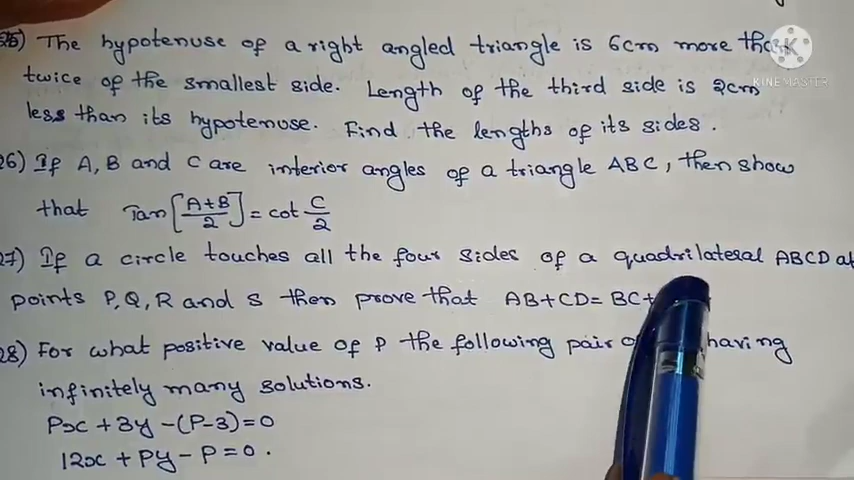 25) The hypotenuse of a right angled triangle is 6cm more than
KINEMASTER
twice of the smallest side. Length of the third side is 2cm
less than its hypotenuse. Find the lengths of its sides.
26) If A, B and C are interior angles of a triangle ABC, then show
that Tan[A+B/2] = cot C/2
27) If a circle touches all the four sides of a quadrilateral ABCD at
points P, Q, R and S then prove that AB+CD = BC+
28) For what positive value of P the following pair of having
infinitely many solutions.
Px + 3y - (P-3) = 0
12x + Py - P = 0.